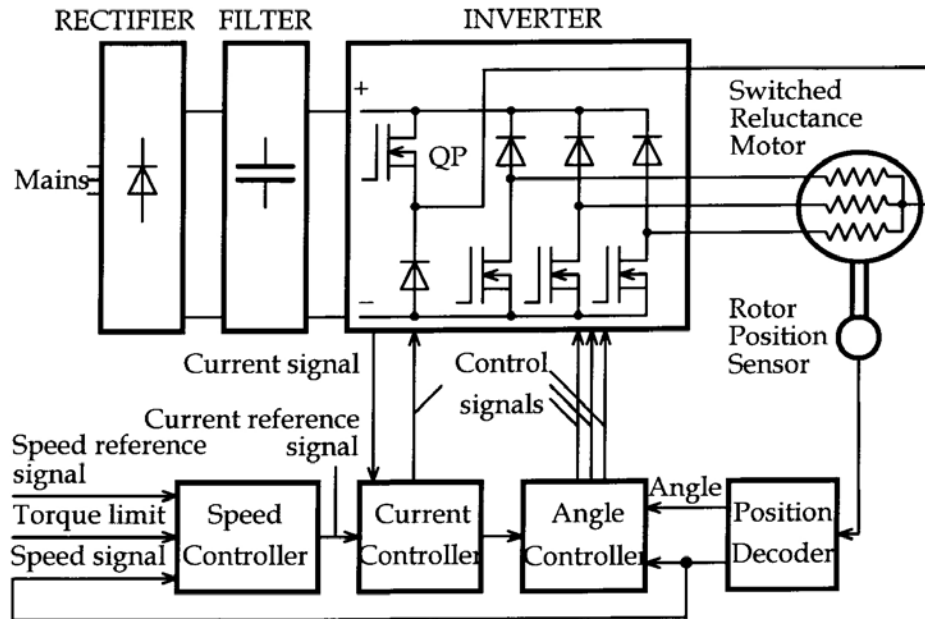 RECTIFIER FILTER INVERTER
+
QP
Switched
Reluctance
Motor
Mains
−
Rotor
Position
Sensor
Current signal
Control
signals
Current reference
signal
Speed reference
signal
Torque limit
Speed signal
Speed
Controller
Current
Controller
Angle
Controller
Angle
Position
Decoder